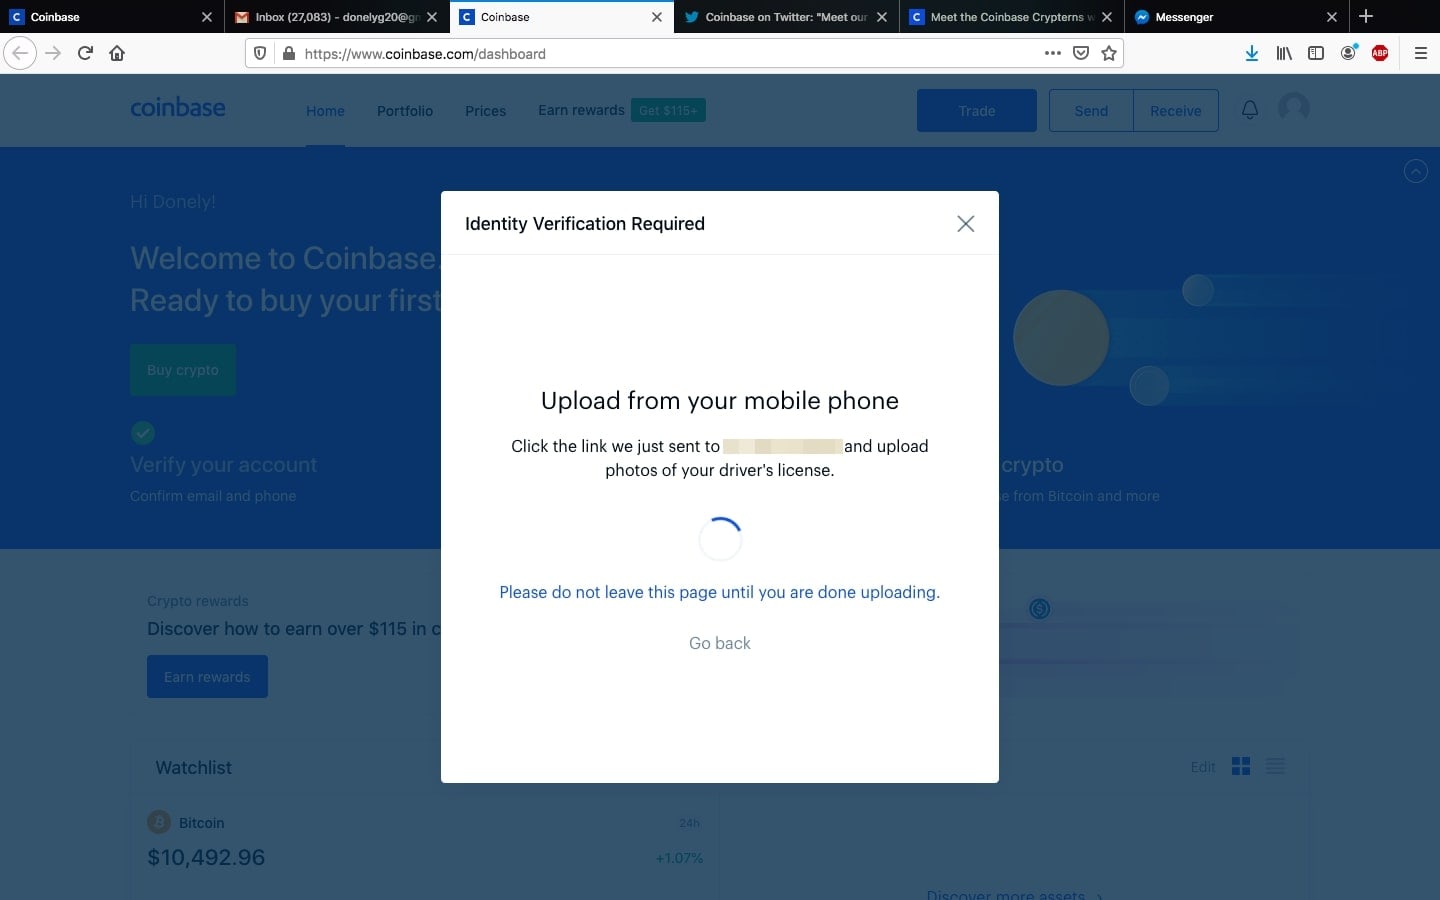 Coinbase
Inbox (27,083) - donelyg20@gm
Coinbase
Coinbase on Twitter: "Meet our
Meet the Coinbase Crypterns w
Messenger
https://www.coinbase.com/dashboard
ABP
coinbase
Home
Portfolio
Prices
Earn rewards
Get $115+
Trade
Send
Receive
Hi Donely!
Welcome to Coinbase.
Ready to buy your first
Buy crypto
Verify your account
Confirm email and phone
crypto
e from Bitcoin and more
Identity Verification Required
Upload from your mobile phone
Click the link we just sent to and upload
photos of your driver's license.
Please do not leave this page until you are done uploading.
Go back
Crypto rewards
Discover how to earn over $115 in c
Earn rewards
Watchlist
Edit
Bitcoin
24h
$10,492.96
+1.07%
Discover more assets